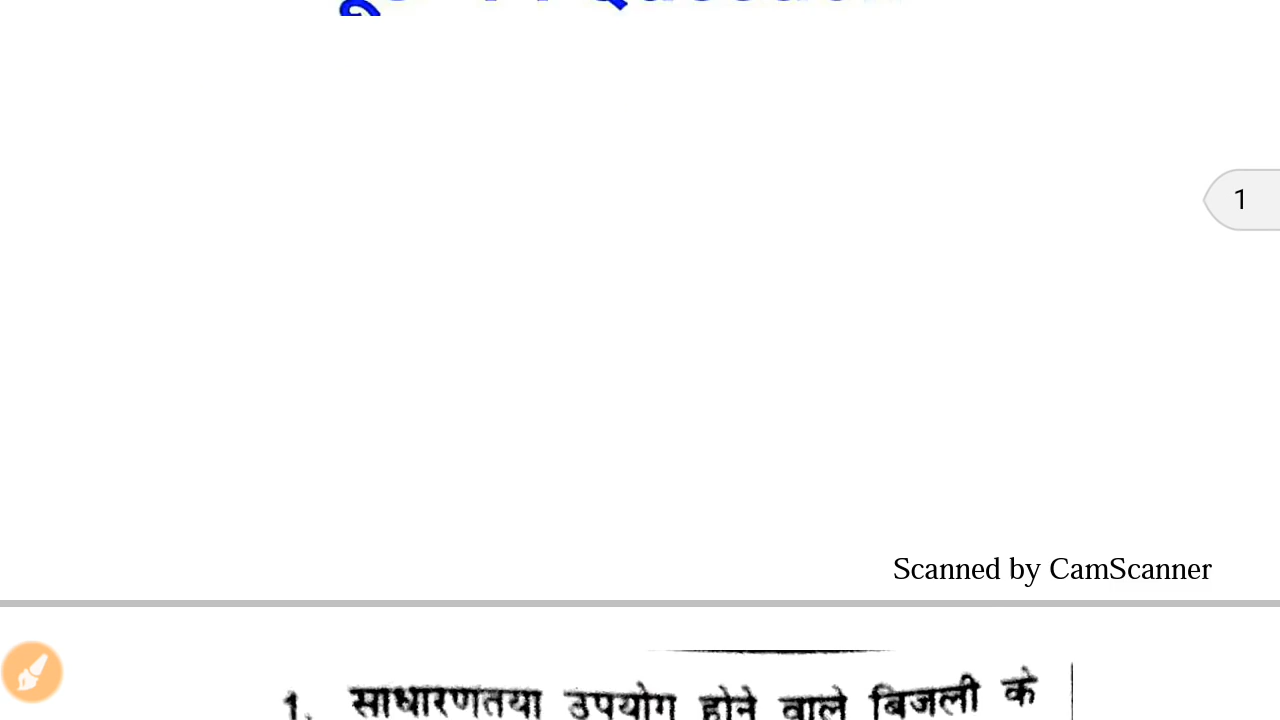 1
Scanned by CamScanner
1. साधारणतया उपयोग होने वाले बिजली के